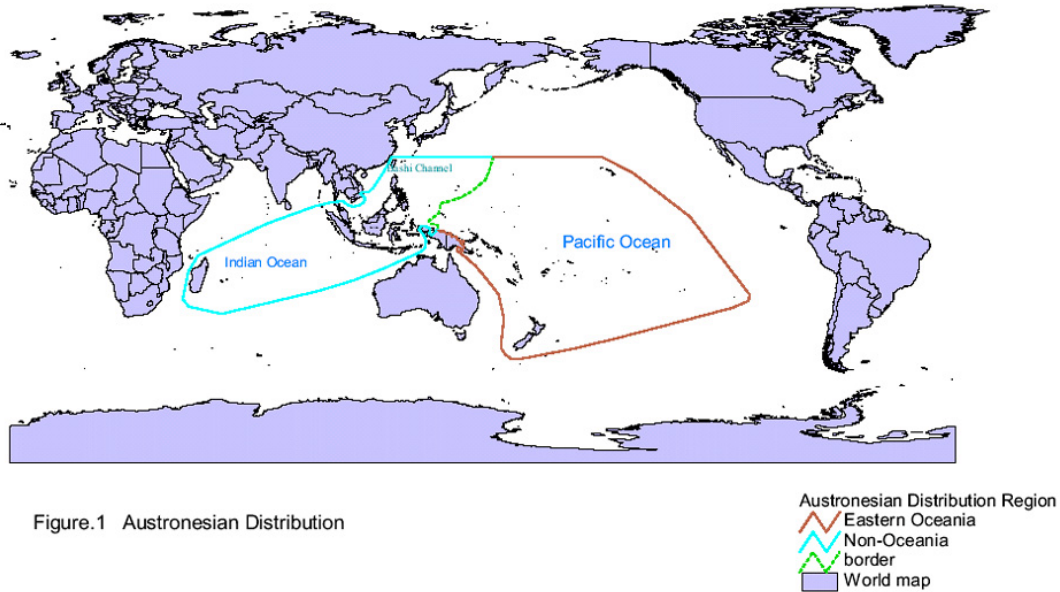 Bashi Channel
Pacific Ocean
Indian Ocean
Figure.1 Austronesian Distribution
Austronesian Distribution Region
Eastern Oceania
Non-Oceania
border
World map